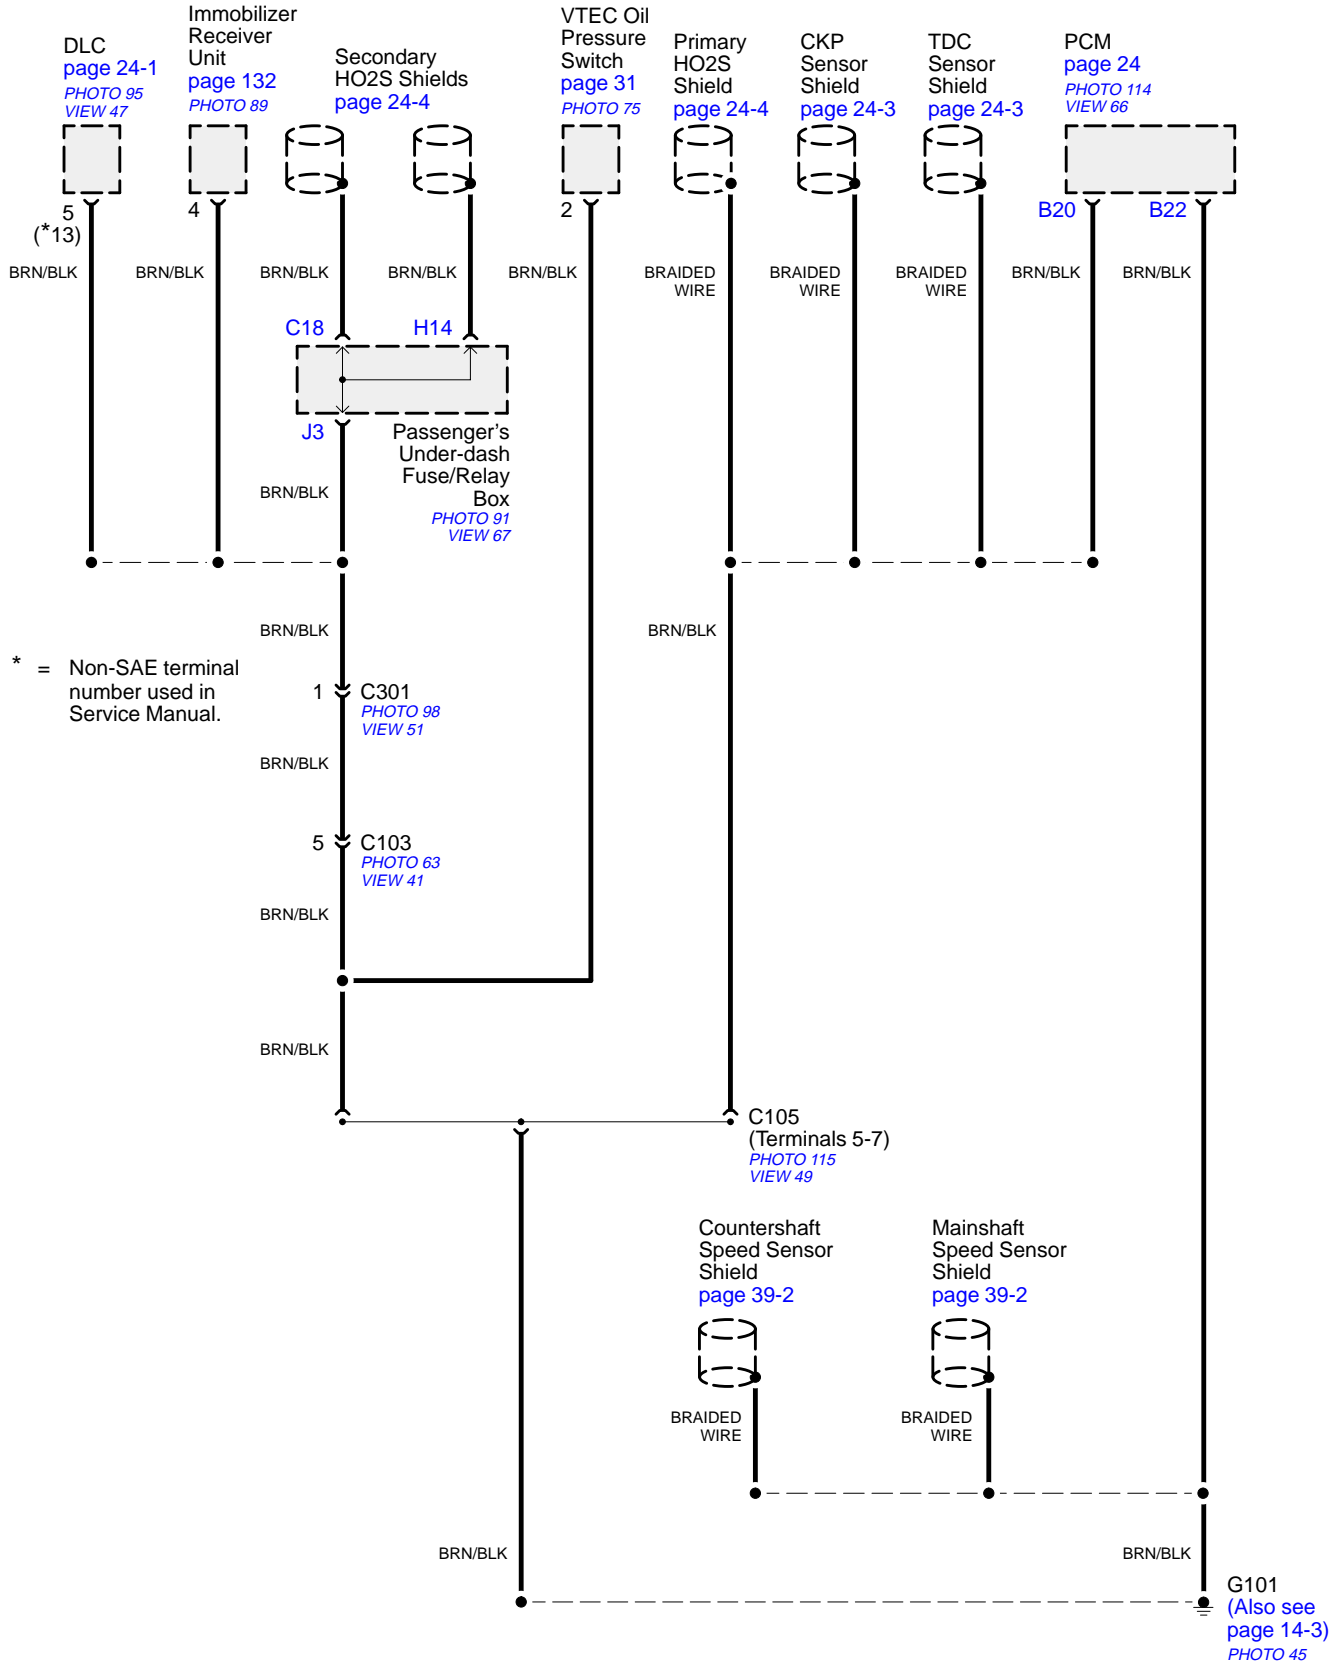 DLC
page 24-1
PHOTO 95
VIEW 47
Immobilizer
Receiver
Unit
page 132
PHOTO 89
Secondary
HO2S Shields
page 24-4
VTEC Oil
Pressure
Switch
page 31
PHOTO 75
Primary
HO2S
Shield
page 24-4
CKP
Sensor
Shield
page 24-3
TDC
Sensor
Shield
page 24-3
PCM
page 24
PHOTO 114
VIEW 66
5
(*13)
4
2
B20
B22
BRN/BLK
BRN/BLK
BRN/BLK
BRN/BLK
BRN/BLK
BRAIDED
WIRE
BRAIDED
WIRE
BRAIDED
WIRE
BRN/BLK
BRN/BLK
C18
H14
J3
Passenger's
Under-dash
Fuse/Relay
Box
PHOTO 91
VIEW 67
BRN/BLK
BRN/BLK
BRN/BLK
* = Non-SAE terminal
number used in
Service Manual.
1
C301
PHOTO 98
VIEW 51
BRN/BLK
5
C103
PHOTO 63
VIEW 41
BRN/BLK
BRN/BLK
C105
(Terminals 5-7)
PHOTO 115
VIEW 49
Countershaft
Speed Sensor
Shield
page 39-2
Mainshaft
Speed Sensor
Shield
page 39-2
BRAIDED
WIRE
BRAIDED
WIRE
BRN/BLK
BRN/BLK
G101
(Also see
page 14-3)
PHOTO 45